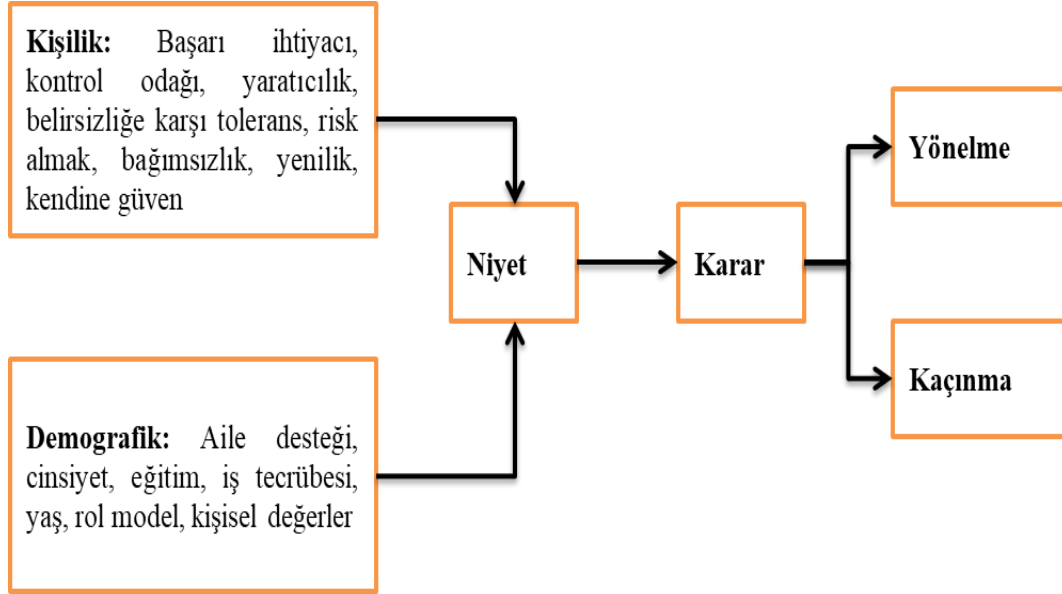 Kişilik: Başarı ihtiyacı,
kontrol odağı, yaratıcılık,
belirsizliğe karşı tolerans, risk
almak, bağımsızlık, yenilik,
kendine güven
Demografik: Aile desteği,
cinsiyet, eğitim, iş tecrübesi,
yaş, rol model, kişisel değerler
Niyet
Karar
Yönelme
Kaçınma